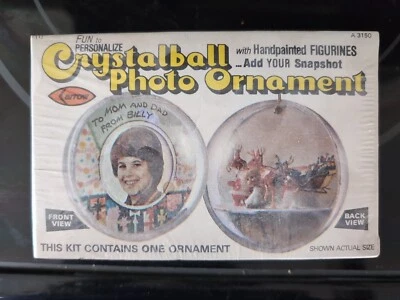 A 3150
FUN to
PERSONALIZE
Crystalball
with Handpainted FIGURINES
Photo Ornament
...Add YOUR Snapshot
TO MOM AND DAD
FROM BILLY
FRONT
VIEW
BACK
VIEW
THIS KIT CONTAINS ONE ORNAMENT
SHOWN ACTUAL SIZE